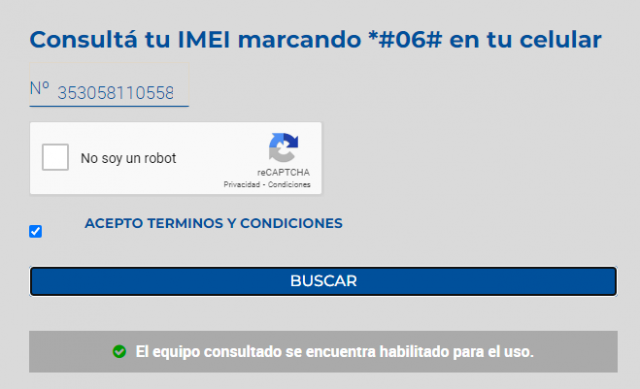 Consultá tu IMEI marcando *#06# en tu celular
Nº 353058110558
No soy un robot
reCAPTCHA
Privacidad - Condiciones
ACEPTO TERMINOS Y CONDICIONES
BUSCAR
El equipo consultado se encuentra habilitado para el uso.